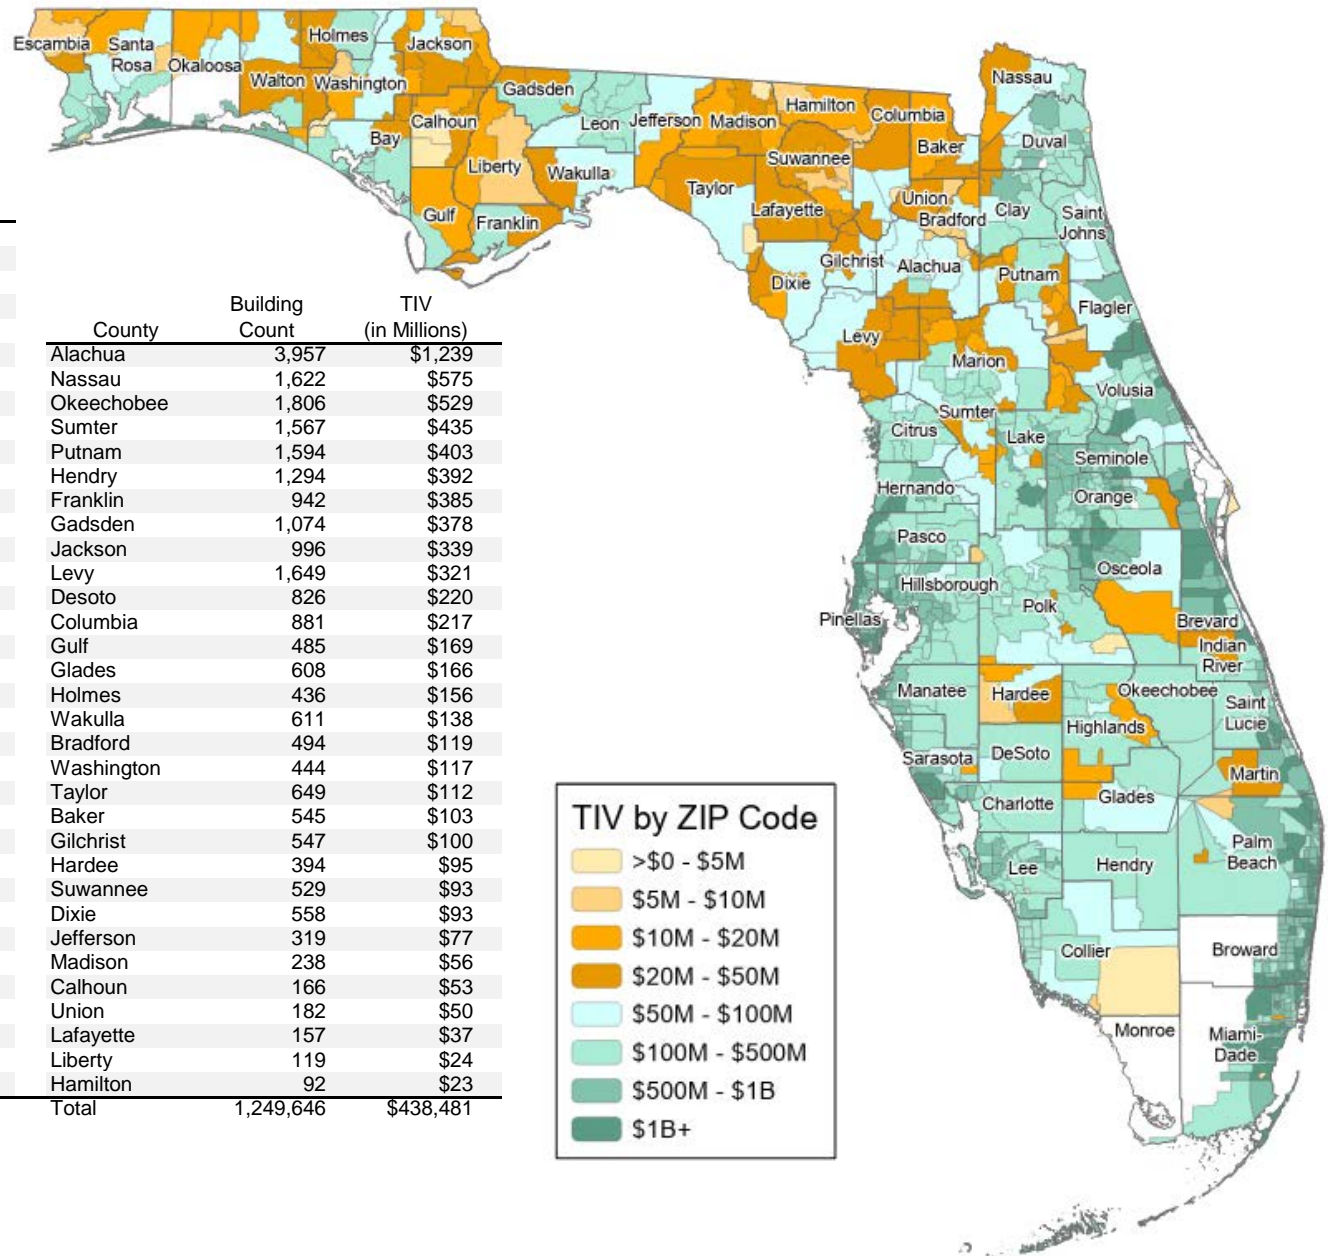 Building TIV
County Count (in Millions)
Alachua 3,957 $1,239
Nassau 1,622 $575
Okeechobee 1,806 $529
Sumter 1,567 $435
Putnam 1,594 $403
Hendry 1,294 $392
Franklin 942 $385
Gadsden 1,074 $378
Jackson 996 $339
Levy 1,649 $321
Desoto 826 $220
Columbia 881 $217
Gulf 485 $169
Glades 608 $166
Holmes 436 $156
Wakulla 611 $138
Bradford 494 $119
Washington 444 $117
Taylor 649 $112
Baker 545 $103
Gilchrist 547 $100
Hardee 394 $95
Suwannee 529 $93
Dixie 558 $93
Jefferson 319 $77
Madison 238 $56
Calhoun 166 $53
Union 182 $50
Lafayette 157 $37
Liberty 119 $24
Hamilton 92 $23
Total 1,249,646 $438,481
Escambia
Santa
Rosa
Okaloosa
Walton
Holmes
Washington
Jackson
Bay
Calhoun
Gulf
Liberty
Gadsden
Franklin
Leon
Wakulla
Jefferson
Madison
Taylor
Hamilton
Suwannee
Lafayette
Columbia
Baker
Nassau
Duval
Union
Bradford
Clay
Saint
Johns
Dixie
Gilchrist
Alachua
Putnam
Flagler
Levy
Marion
Volusia
Citrus
Sumter
Lake
Seminole
Hernando
Orange
Pasco
Osceola
Hillsborough
Pinellas
Polk
Brevard
Indian
River
Manatee
Hardee
Okeechobee
Highlands
Saint
Lucie
Sarasota
DeSoto
Martin
Charlotte
Glades
Lee
Hendry
Palm
Beach
Collier
Broward
Monroe
Miami-
Dade
TIV by ZIP Code
>$0 - $5M
$5M - $10M
$10M - $20M
$20M - $50M
$50M - $100M
$100M - $500M
$500M - $1B
$1B+